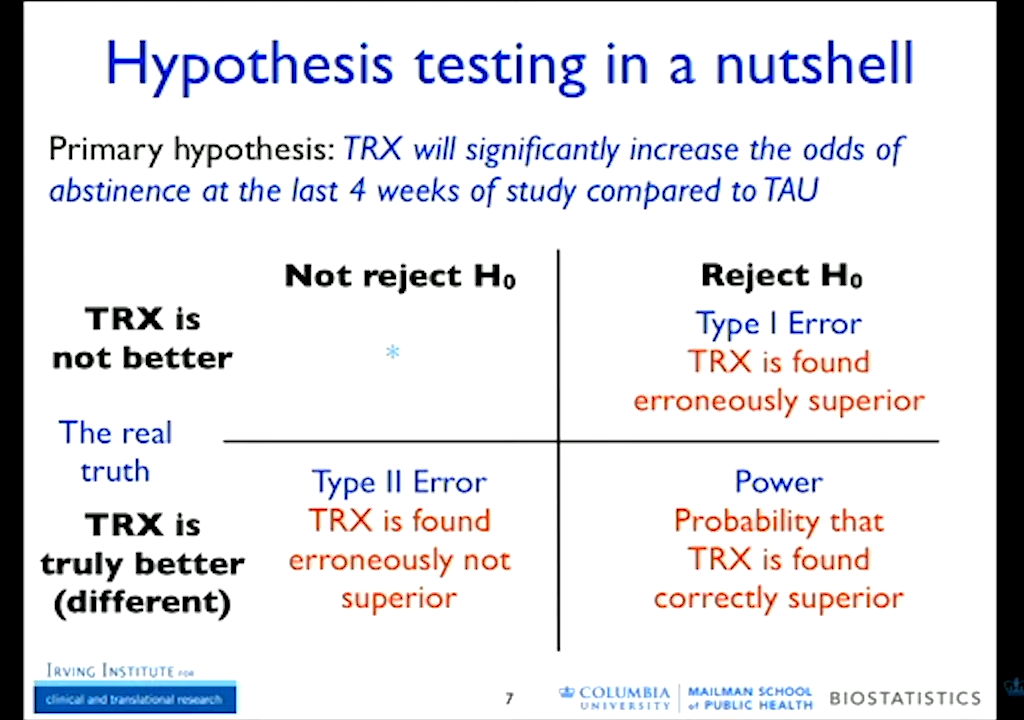 Hypothesis testing in a nutshell
Primary hypothesis: TRX will significantly increase the odds of
abstinence at the last 4 weeks of study compared to TAU
Not reject H₀
Reject H₀
TRX is
not better
*
Type I Error
TRX is found
erroneously superior
The real
truth
TRX is
truly better
(different)
Type II Error
TRX is found
erroneously not
superior
Power
Probability that
TRX is found
correctly superior
IRVING INSTITUTE FOR
clinical and translational research
7
COLUMBIA
UNIVERSITY
MAILMAN SCHOOL
of PUBLIC HEALTH
BIOSTATISTICS